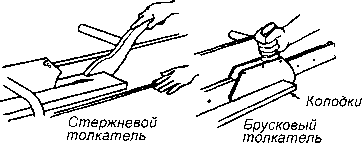 Стержневой
толкатель
Колодки
Брусковый
толкатель